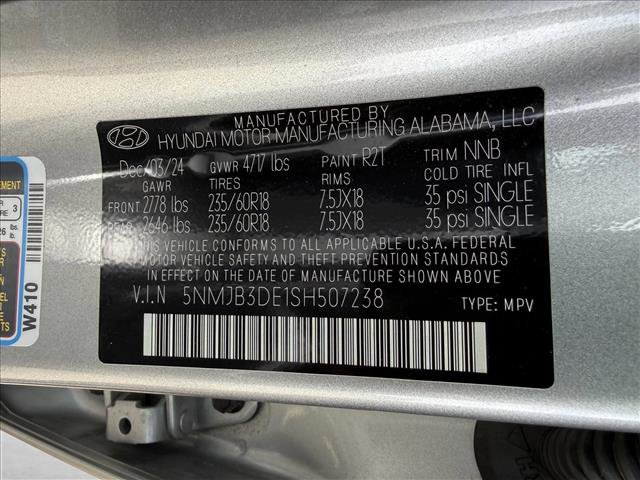 MANUFACTURED BY
HYUNDAI MOTOR MANUFACTURING ALABAMA, LLC
Dec/03/24 GVWR 4717 lbs PAINT R2T TRIM NNB
GAWR TIRES RIMS COLD TIRE INFL
FRONT 2778 lbs 235/60R18 7.5JX18 35 psi SINGLE
2646 lbs 235/60R18 7.5JX18 35 psi SINGLE
THIS VEHICLE CONFORMS TO ALL APPLICABLE U.S.A. FEDERAL
MOTOR VEHICLE SAFETY AND THEFT PREVENTION STANDARDS
IN EFFECT ON THE DATE OF MANUFACTURE SHOWN ABOVE.
V.I.N 5NMJB3DE1SH507238 TYPE: MPV
W410
3